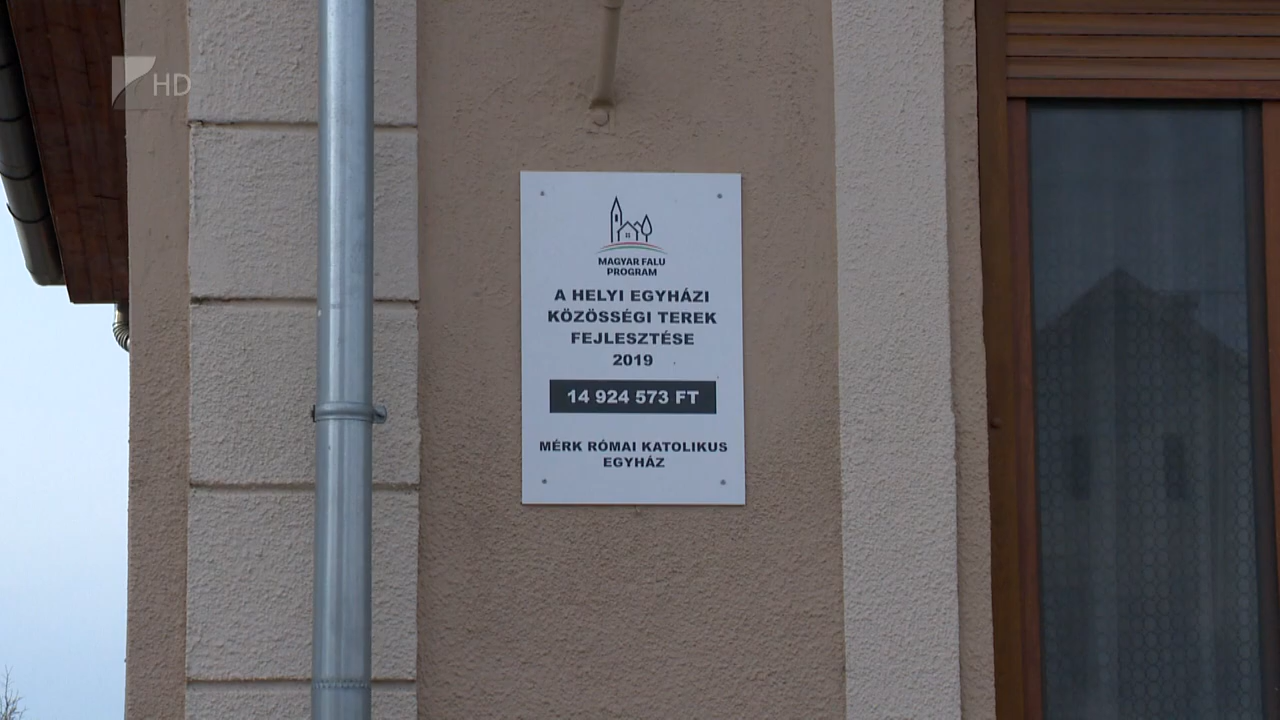 HD
MAGYAR FALU
PROGRAM
A HELYI EGYHÁZI
KÖZÖSSÉGI TEREK
FEJLESZTÉSE
2019
14 924 573 FT
MÉRK RÓMAI KATOLIKUS
EGYHÁZ